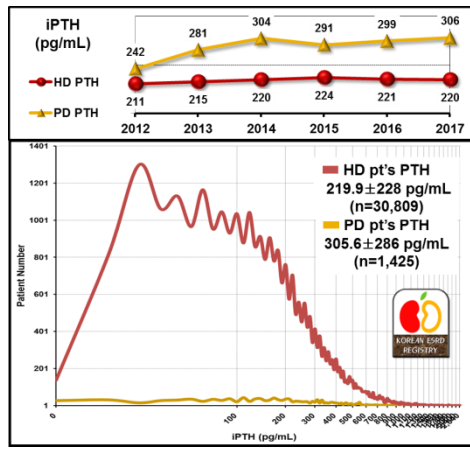 iPTH
(pg/mL)
HD PTH
PD PTH
242
281
304
291
299
306
211
215
220
224
221
220
2012 2013 2014 2015 2016 2017
1401
1201
1001
801
601
401
201
1
Patient Number
HD pt's PTH
219.9±228 pg/mL
(n=30,809)
PD pt's PTH
305.6±286 pg/mL
(n=1,425)
KOREAN ESRD
REGISTRY
0 100 200 300 400 500 600 700 800
iPTH (pg/mL)